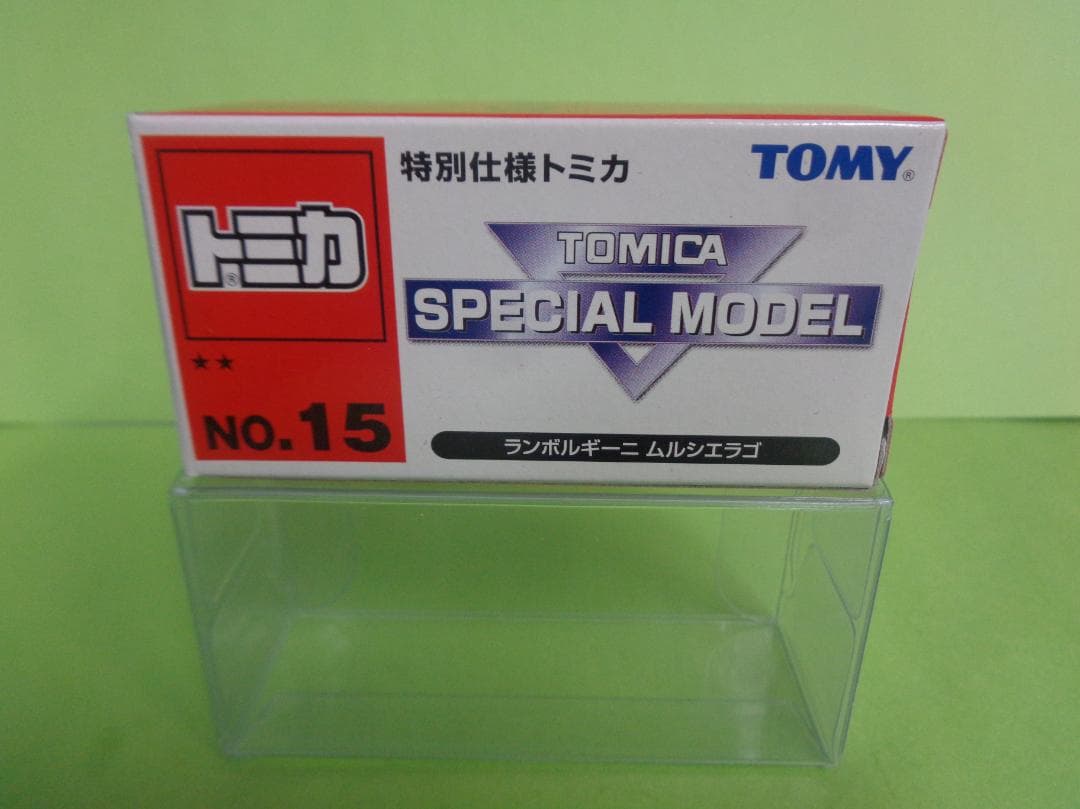 トミカ®
★★
NO.15
特別仕様トミカ
TOMY®
TOMICA
SPECIAL MODEL
ランボルギーニ ムルシエラゴ